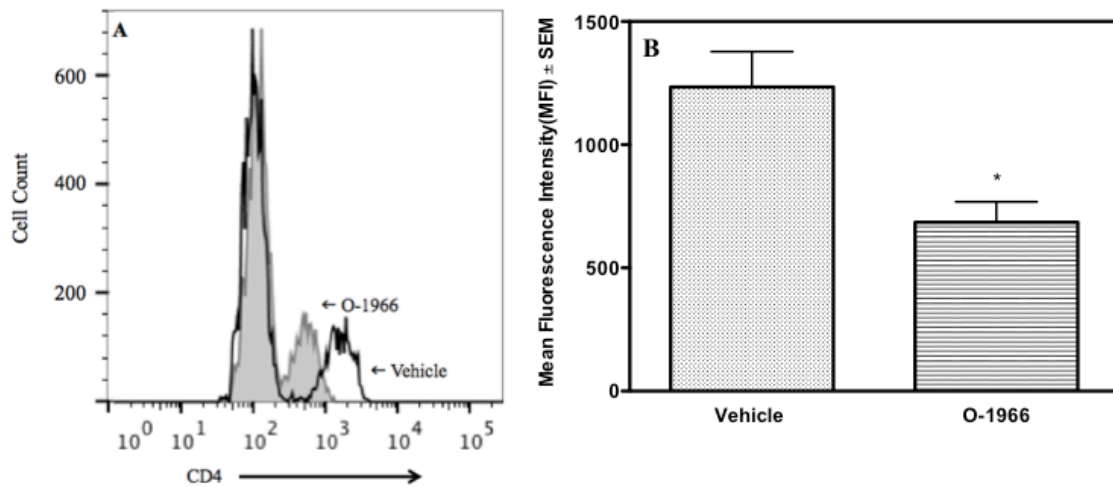 A
Cell Count
600
400
200
← O-1966
← Vehicle
10^0 10^1 10^2 10^3 10^4 10^5
CD4
B
Mean Fluorescence Intensity(MFI) ± SEM
1500
1000
500
0
*
Vehicle O-1966